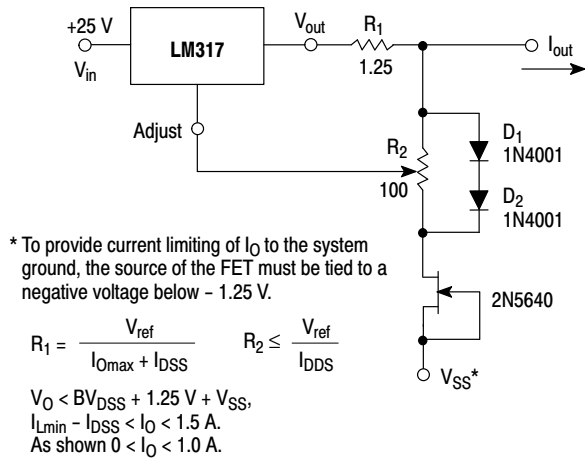 +25 V
V_in
LM317
V_out
R_1
1.25
I_out
Adjust
R_2
100
D_1
1N4001
D_2
1N4001
2N5640
V_SS*
* To provide current limiting of I_O to the system
ground, the source of the FET must be tied to a
negative voltage below – 1.25 V.
R_1 = V_ref / (I_Omax + I_DSS)
R_2 ≤ V_ref / I_DDS
V_O < BV_DSS + 1.25 V + V_SS,
I_Lmin – I_DSS < I_O < 1.5 A.
As shown 0 < I_O < 1.0 A.